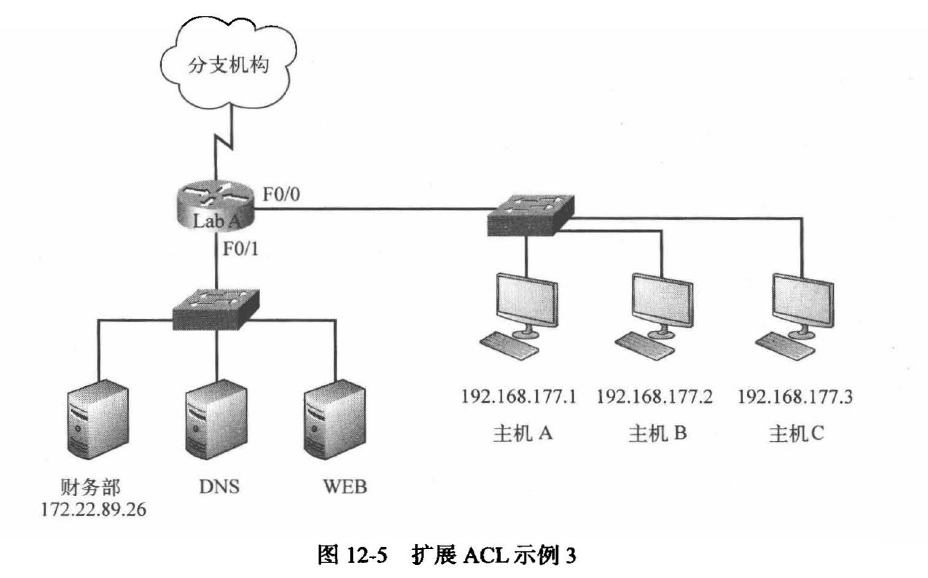 分支机构
F0/0
Lab A
F0/1
192.168.177.1 192.168.177.2 192.168.177.3
主机 A 主机 B 主机 C
财务部 DNS WEB
172.22.89.26
图 12-5 扩展 ACL 示例 3